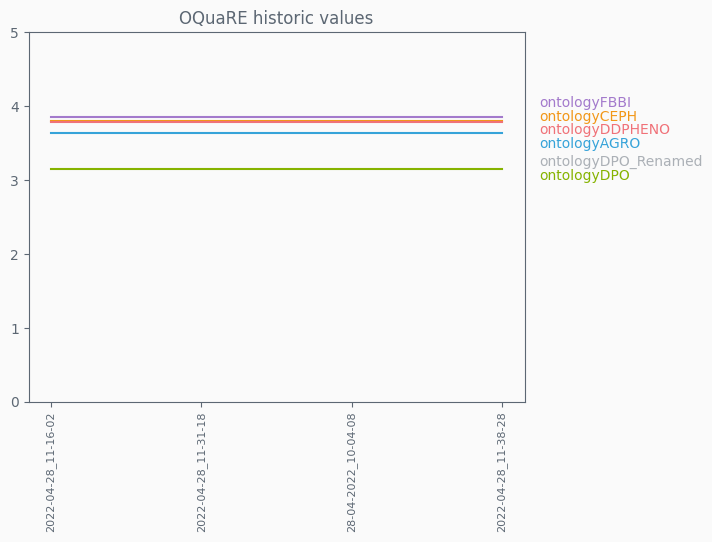 OQuaRE historic values
5
4
3
2
1
0
ontologyFBBI
ontologyCEPH
ontologyDDPHENO
ontologyAGRO
ontologyDPO_Renamed
ontologyDPO
2022-04-28_11-16-02
2022-04-28_11-31-18
28-04-2022_10-04-08
2022-04-28_11-38-28